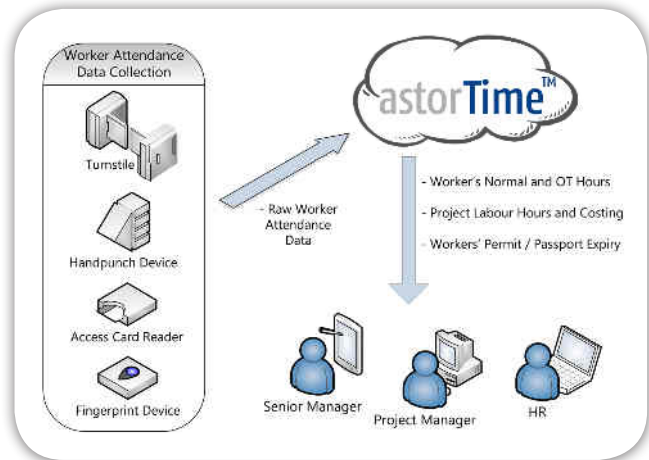 Worker Attendance
Data Collection
Turnstile
Handpunch Device
Access Card Reader
Fingerprint Device
- Raw Worker
Attendance
Data
astorTime™
- Worker's Normal and OT Hours
- Project Labour Hours and Costing
- Workers' Permit / Passport Expiry
Senior Manager
Project Manager
HR